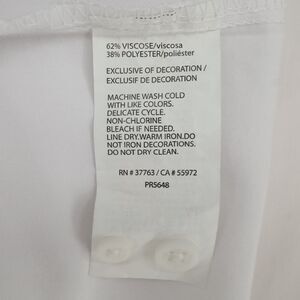 62% VISCOSE/viscosa
38% POLYESTER/poliéster
EXCLUSIVE OF DECORATION /
EXCLUSIF DE DECORATION
MACHINE WASH COLD
WITH LIKE COLORS.
DELICATE CYCLE.
NON-CHLORINE
BLEACH IF NEEDED.
LINE DRY.WARM IRON.DO
NOT IRON DECORATIONS.
DO NOT DRY CLEAN.
RN # 37763 / CA # 55972
PR5648